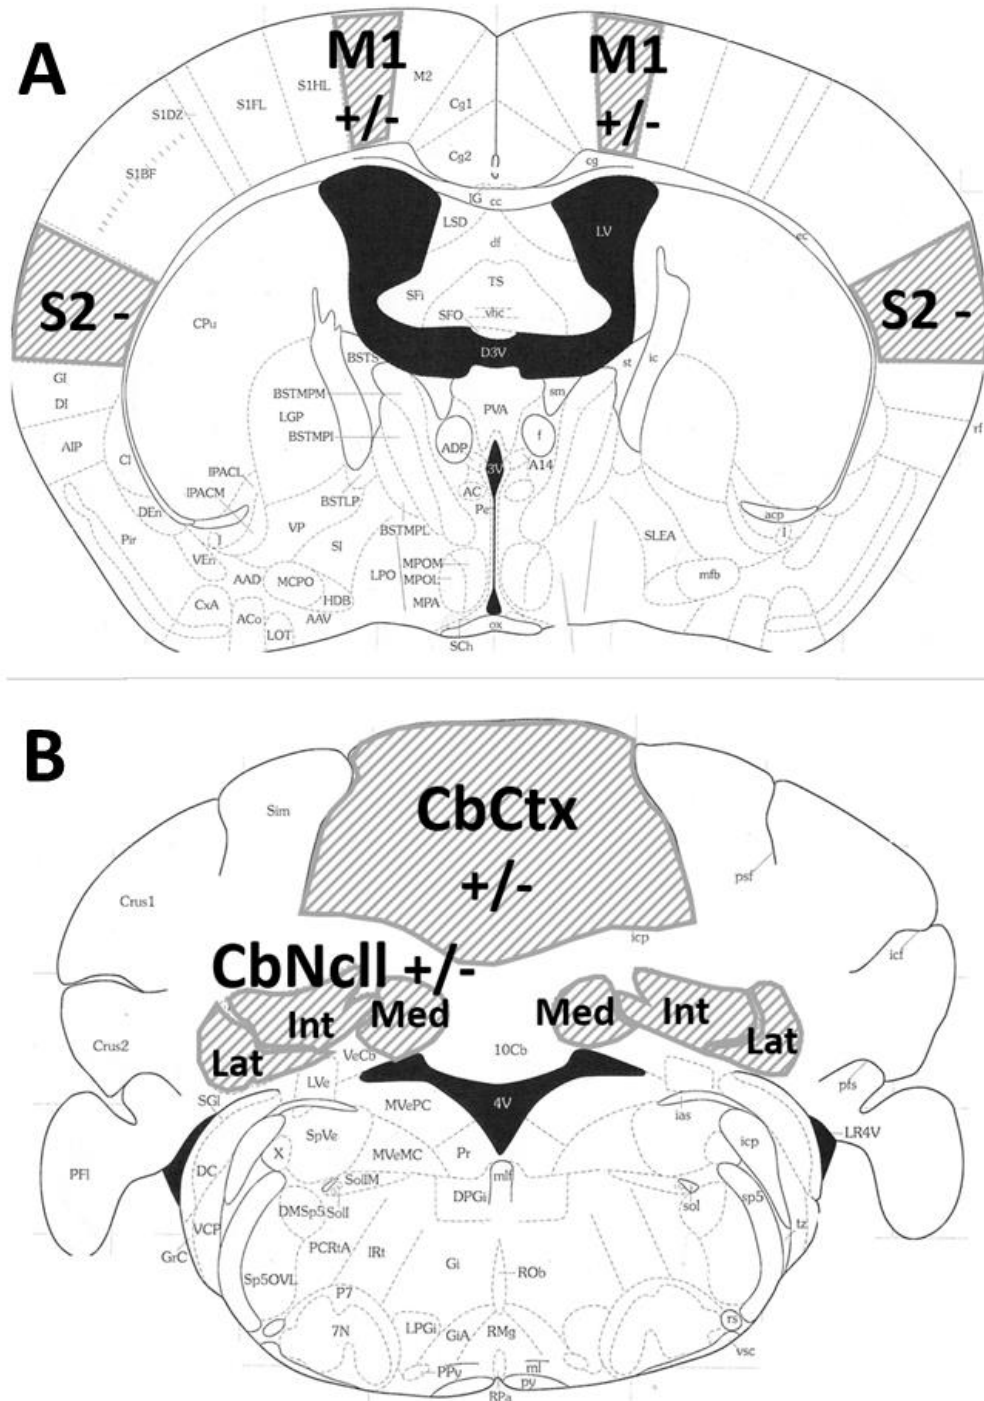 A
M1
+/-
M1
+/-
M2
S1HL
S1FL
S1DZ
S1BF
Cg1
Cg2
cg
IG
cc
LSD
df
LV
ec
S2 -
S2 -
TS
SFi
SFO
vhc
CPu
D3V
BSTS
st
ic
GI
DI
BSTMPM
sm
LGP
PVA
BSTMPI
ADP
f
A14
rf
AIP
Cl
3V
IPACL
IPACM
AC
BSTLP
Pe
DEn
acp
I
I
Pir
VP
BSTMPL
SLEA
VEn
SI
MPOM
AAD
MCPO
LPO
MPOL
mfb
CxA
HDB
MPA
ACo
AAV
LOT
ox
SCh
B
CbCtx
+/-
Sim
psf
Crus1
icp
icf
CbNcll +/-
Int
Med
Med
Int
Lat
Lat
Crus2
VeCb
10Cb
LVe
pfs
SGl
MVePC
4V
ias
SpVe
icp
LR4V
PFl
X
MVeMC
Pr
DC
SolIM
mlf
sp5
DPGi
DMSp5
SolI
sol
VCP
tz
PCRtA
IRt
GrC
Gi
ROb
Sp5OVL
P7
7N
LPGi
GiA
RMg
rs
vsc
PPy
ml
py
RPa